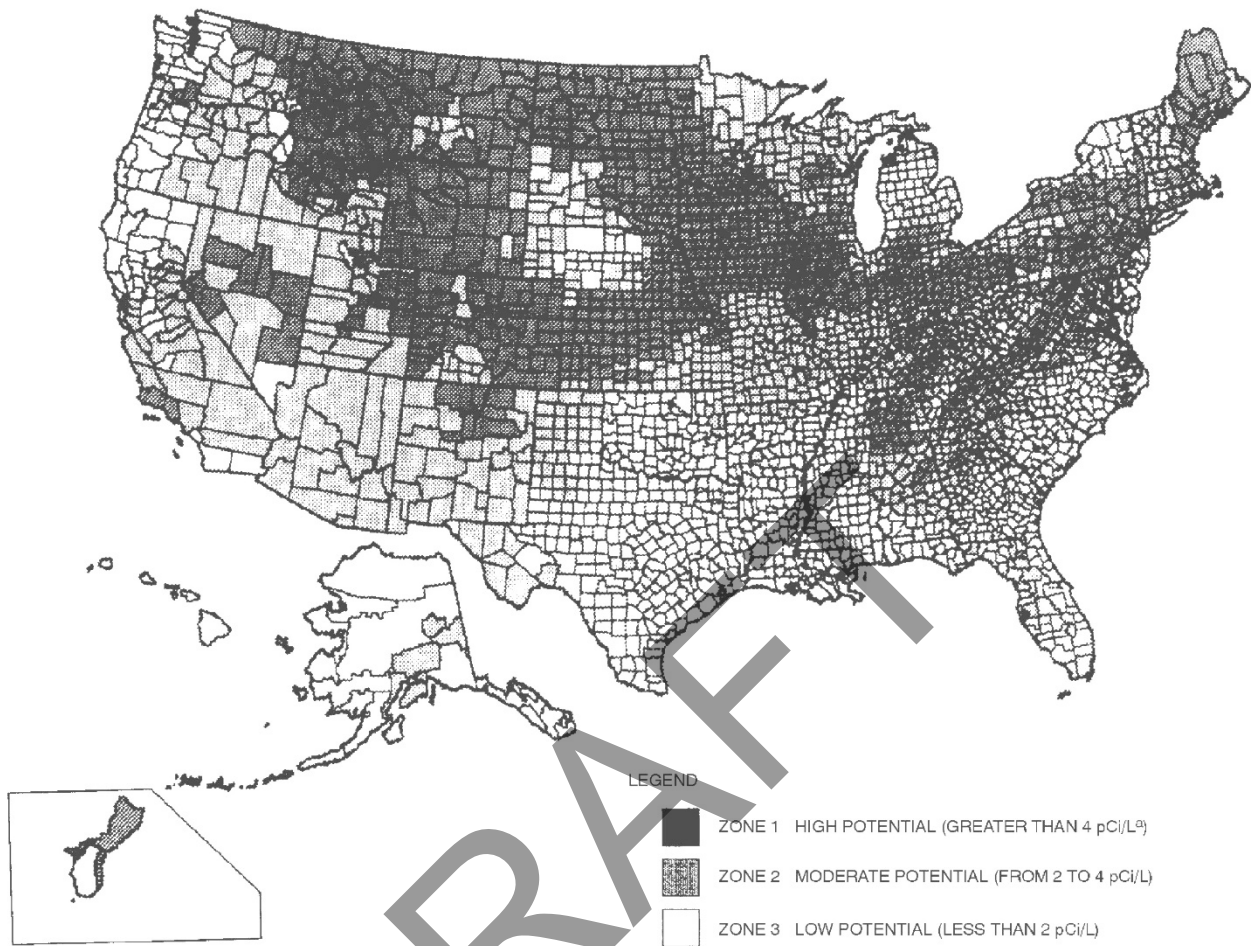 LEGEND
ZONE 1 HIGH POTENTIAL (GREATER THAN 4 pCi/Lª)
ZONE 2 MODERATE POTENTIAL (FROM 2 TO 4 pCi/L)
ZONE 3 LOW POTENTIAL (LESS THAN 2 pCi/L)
RAFT